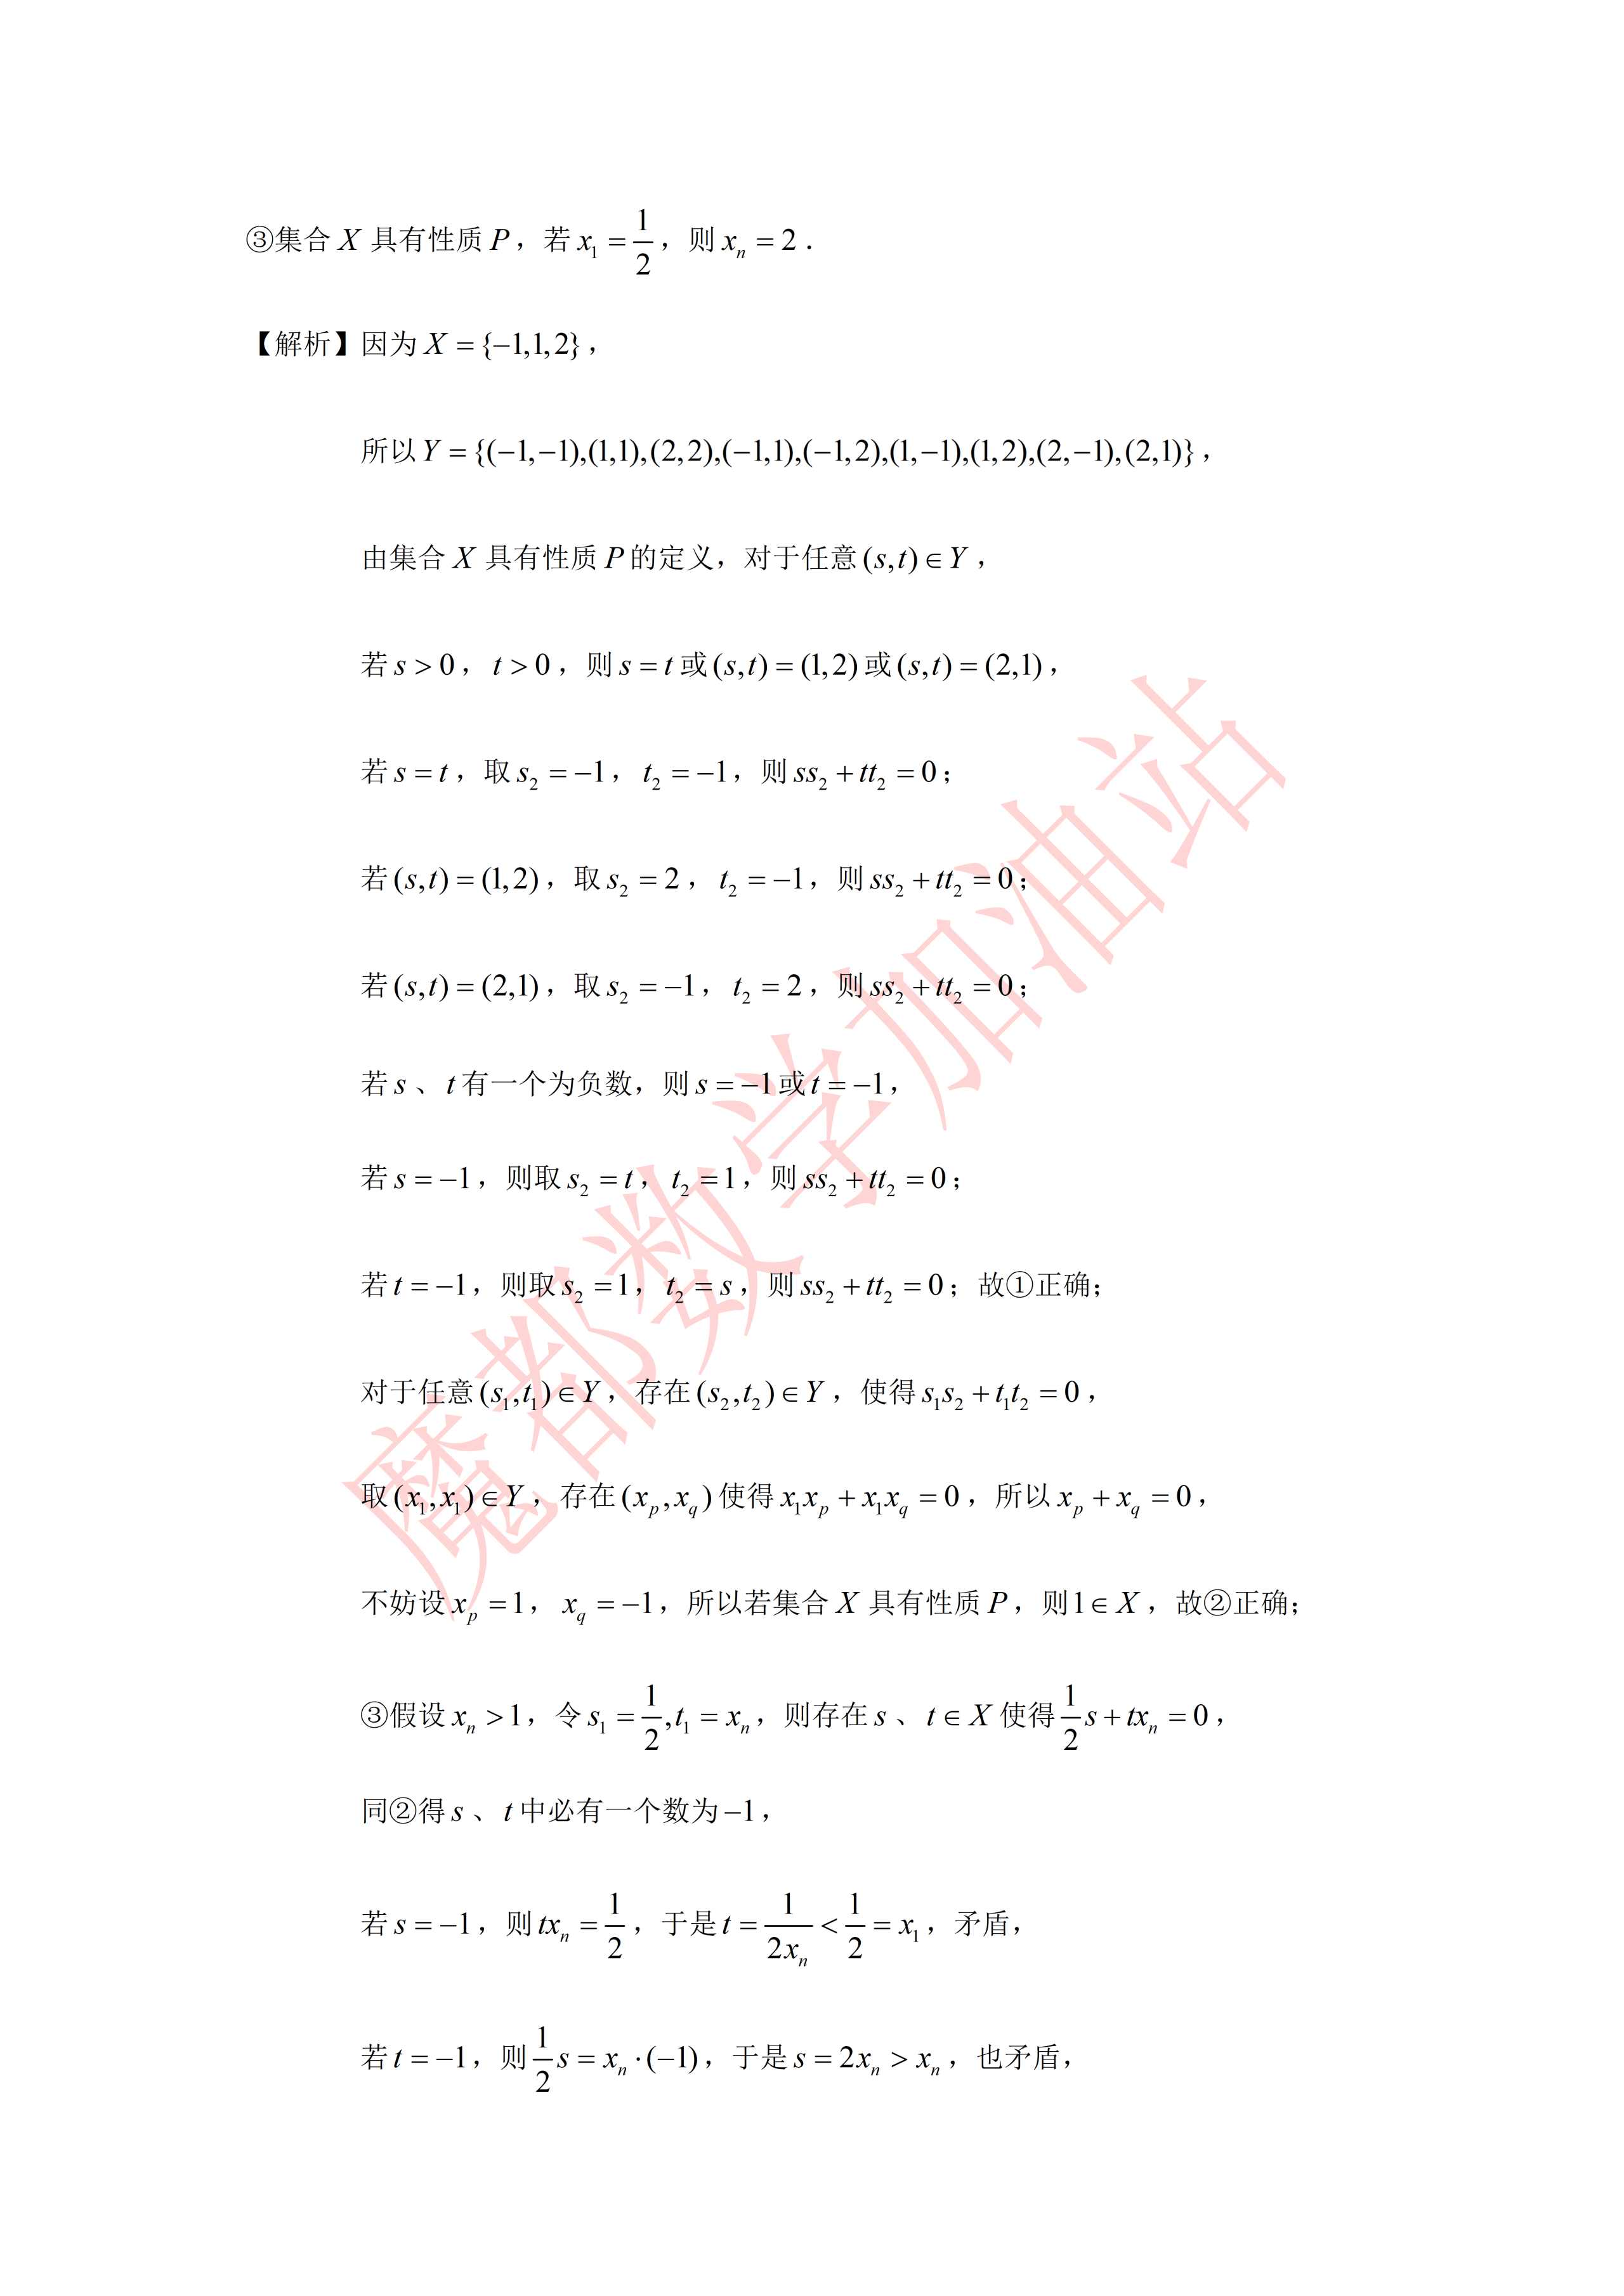 ③集合 X 具有性质 P，若 x₁ = 1/2，则 xₙ = 2．
【解析】因为 X = {−1,1,2}，
所以 Y = {(−1,−1),(1,1),(2,2),(−1,1),(−1,2),(1,−1),(1,2),(2,−1),(2,1)}，
由集合 X 具有性质 P 的定义，对于任意 (s,t)∈Y，
若 s > 0，t > 0，则 s = t 或 (s,t) = (1,2) 或 (s,t) = (2,1)，
若 s = t，取 s₂ = −1，t₂ = −1，则 ss₂ + tt₂ = 0；
若 (s,t) = (1,2)，取 s₂ = 2，t₂ = −1，则 ss₂ + tt₂ = 0；
若 (s,t) = (2,1)，取 s₂ = −1，t₂ = 2，则 ss₂ + tt₂ = 0；
若 s、t 有一个为负数，则 s = −1 或 t = −1，
若 s = −1，则取 s₂ = t，t₂ = 1，则 ss₂ + tt₂ = 0；
若 t = −1，则取 s₂ = 1，t₂ = s，则 ss₂ + tt₂ = 0；故①正确；
对于任意 (s₁,t₁)∈Y，存在 (s₂,t₂)∈Y，使得 s₁s₂ + t₁t₂ = 0，
取 (x₁,x₁)∈Y，存在 (x_p,x_q) 使得 x₁x_p + x₁x_q = 0，所以 x_p + x_q = 0，
不妨设 x_p = 1，x_q = −1，所以若集合 X 具有性质 P，则 1∈X，故②正确；
③假设 xₙ > 1，令 s₁ = 1/2,t₁ = xₙ，则存在 s、t∈X 使得 1/2 s + txₙ = 0，
同②得 s、t 中必有一个数为 −1，
若 s = −1，则 txₙ = 1/2，于是 t = 1/(2xₙ) < 1/2 = x₁，矛盾，
若 t = −1，则 1/2 s = xₙ·(−1)，于是 s = 2xₙ > xₙ，也矛盾，
魔都数学加油站